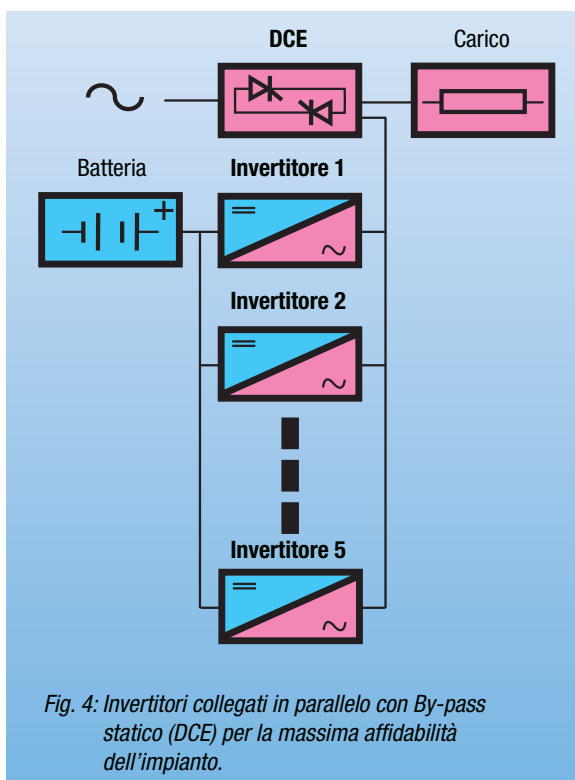 DCE
Carico
Batteria
Invertitore 1
Invertitore 2
Invertitore 5
Fig. 4: Invertitori collegati in parallelo con By-pass
statico (DCE) per la massima affidabilità
dell'impianto.